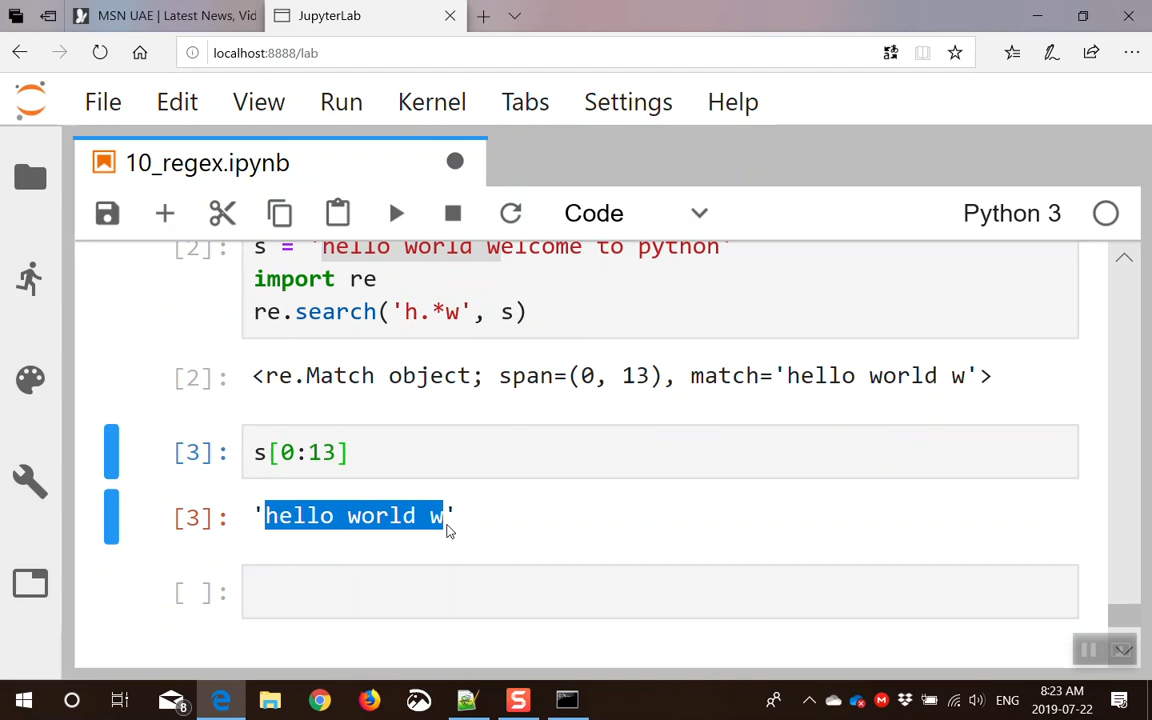 MSN UAE | Latest News, Vid
JupyterLab
localhost:8888/lab
File Edit View Run Kernel Tabs Settings Help
10_regex.ipynb
Code
Python 3
[2]: s = 'hello world welcome to python'
import re
re.search('h.*w', s)
[2]: <re.Match object; span=(0, 13), match='hello world w'>
[3]: s[0:13]
[3]: 'hello world w'
[ ]:
8
ENG
8:23 AM
2019-07-22